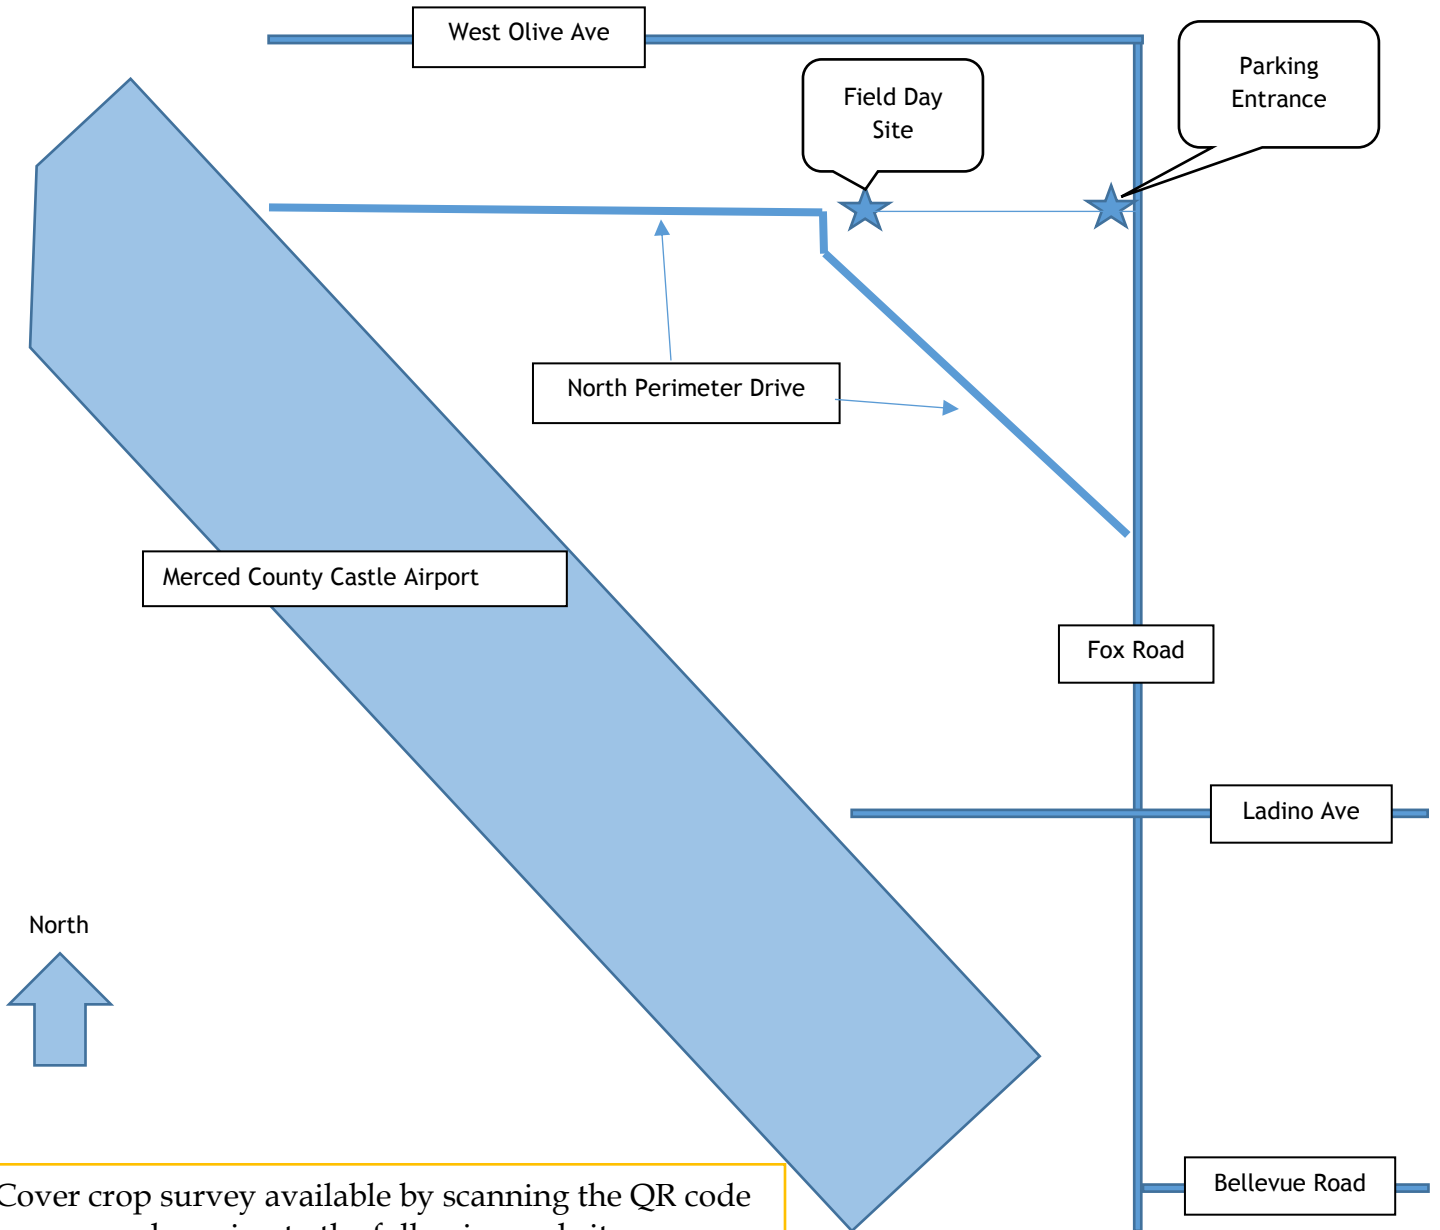 West Olive Ave
Parking
Entrance
Field Day
Site
North Perimeter Drive
Merced County Castle Airport
Fox Road
Ladino Ave
North
Bellevue Road
Cover crop survey available by scanning the QR code